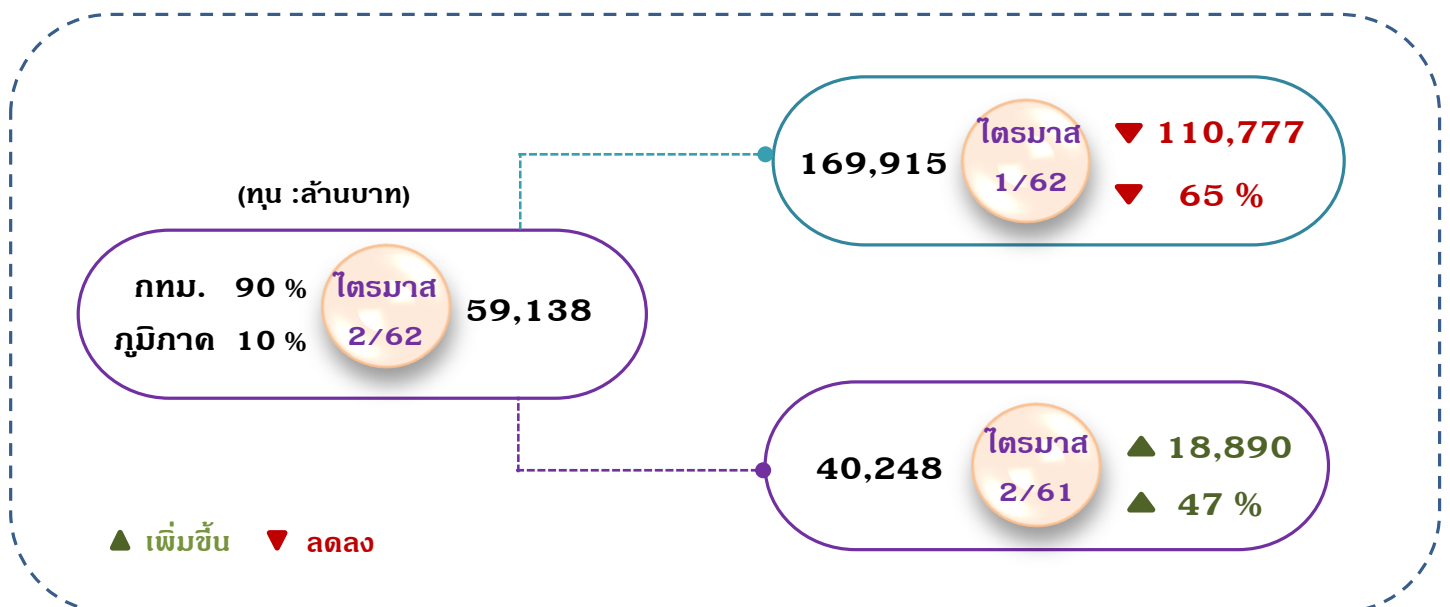 (ทุน :ล้านบาท)
กทม. 90 %
ภูมิภาค 10 %
ไตรมาส
2/62
59,138
169,915
ไตรมาส
1/62
▼ 110,777
▼ 65 %
40,248
ไตรมาส
2/61
▲ 18,890
▲ 47 %
▲ เพิ่มขึ้น ▼ ลดลง